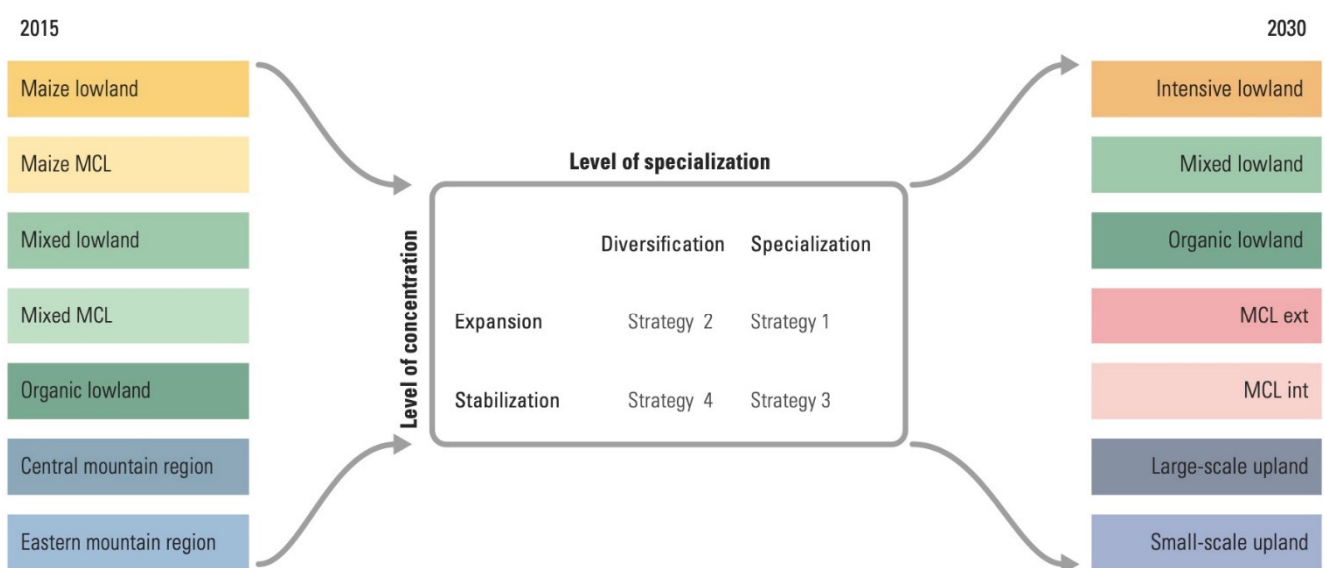 2015
2030
Maize lowland
Maize MCL
Mixed lowland
Mixed MCL
Organic lowland
Central mountain region
Eastern mountain region
Level of specialization
Level of concentration
Diversification Specialization
Expansion Strategy 2 Strategy 1
Stabilization Strategy 4 Strategy 3
Intensive lowland
Mixed lowland
Organic lowland
MCL ext
MCL int
Large-scale upland
Small-scale upland